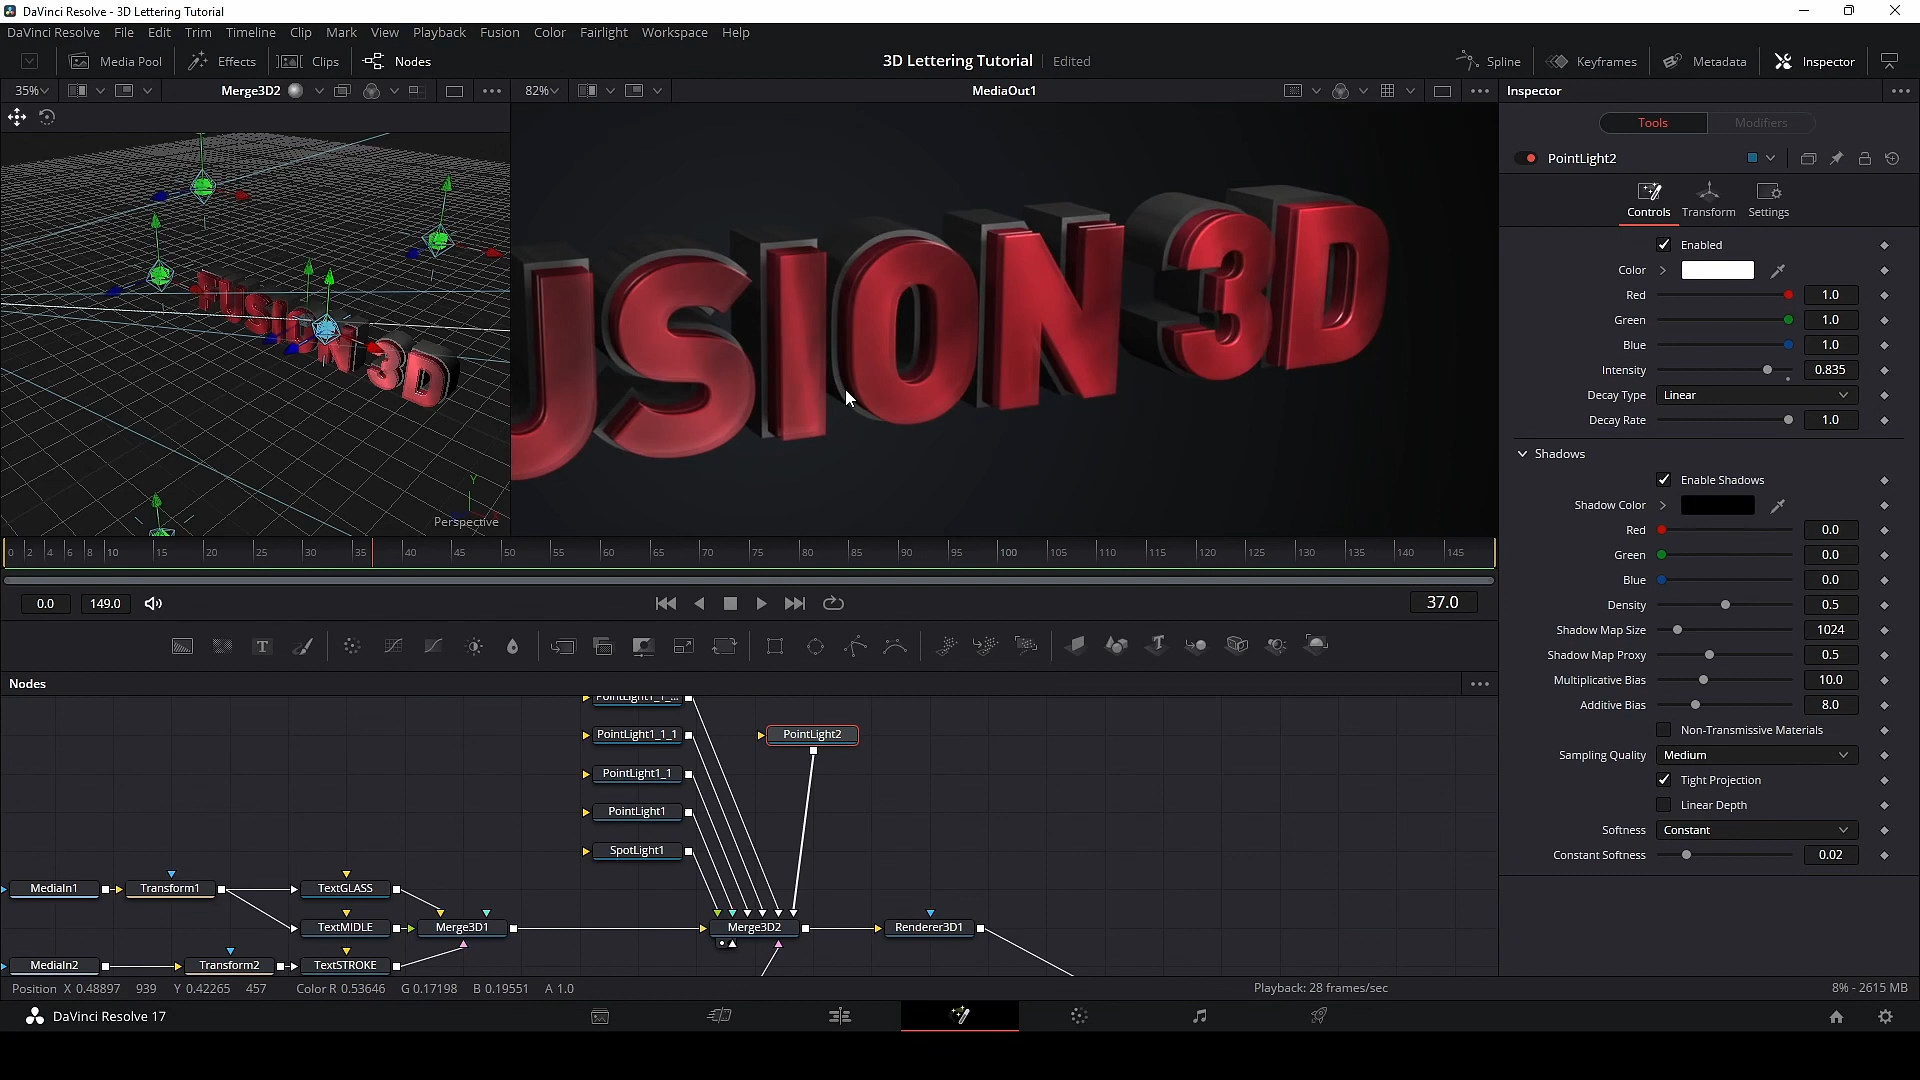 DaVinci Resolve - 3D Lettering Tutorial
DaVinci Resolve File Edit Trim Timeline Clip Mark View Playback Fusion Color Fairlight Workspace Help
Media Pool Effects Clips Nodes 3D Lettering Tutorial Edited Spline Keyframes Metadata Inspector
35% Merge3D2 82% MediaOut1 Inspector
Tools Modifiers
PointLight2
Controls Transform Settings
Enabled
Color
Red 1.0
Green 1.0
Blue 1.0
Intensity 0.835
Decay Type Linear
Decay Rate 1.0
Shadows
Enable Shadows
Shadow Color
Red 0.0
Green 0.0
Blue 0.0
Density 0.5
Shadow Map Size 1024
Shadow Map Proxy 0.5
Multiplicative Bias 10.0
Additive Bias 8.0
Non-Transmissive Materials
Sampling Quality Medium
Tight Projection
Linear Depth
Softness Constant
Constant Softness 0.02
FUSION 3D
Y
Perspective
USION 3D
0 2 4 6 8 10 15 20 25 30 35 40 45 50 55 60 65 70 75 80 85 90 95 100 105 110 115 120 125 130 135 140 145
0.0 149.0 37.0
Nodes
PointLight1_1_...
PointLight1_1_1 PointLight2
PointLight1_1
PointLight1
SpotLight1
MediaIn1 Transform1 TextGLASS
TextMIDLE Merge3D1 Merge3D2 Renderer3D1
MediaIn2 Transform2 TextSTROKE
Position X 0.48897 939 Y 0.42265 457 Color R 0.53646 G 0.17198 B 0.19551 A 1.0 Playback: 28 frames/sec 8% - 2615 MB
DaVinci Resolve 17